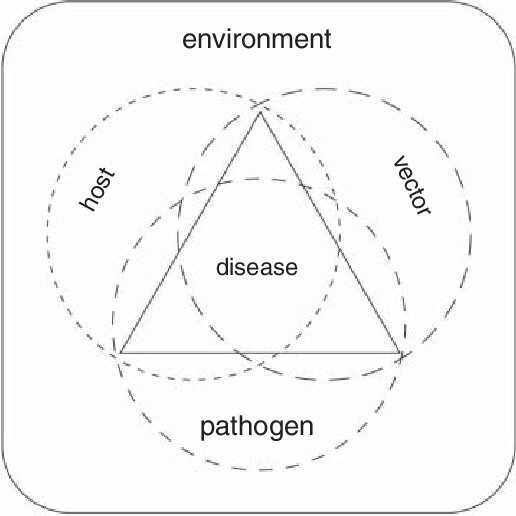 environment
host
vector
disease
pathogen